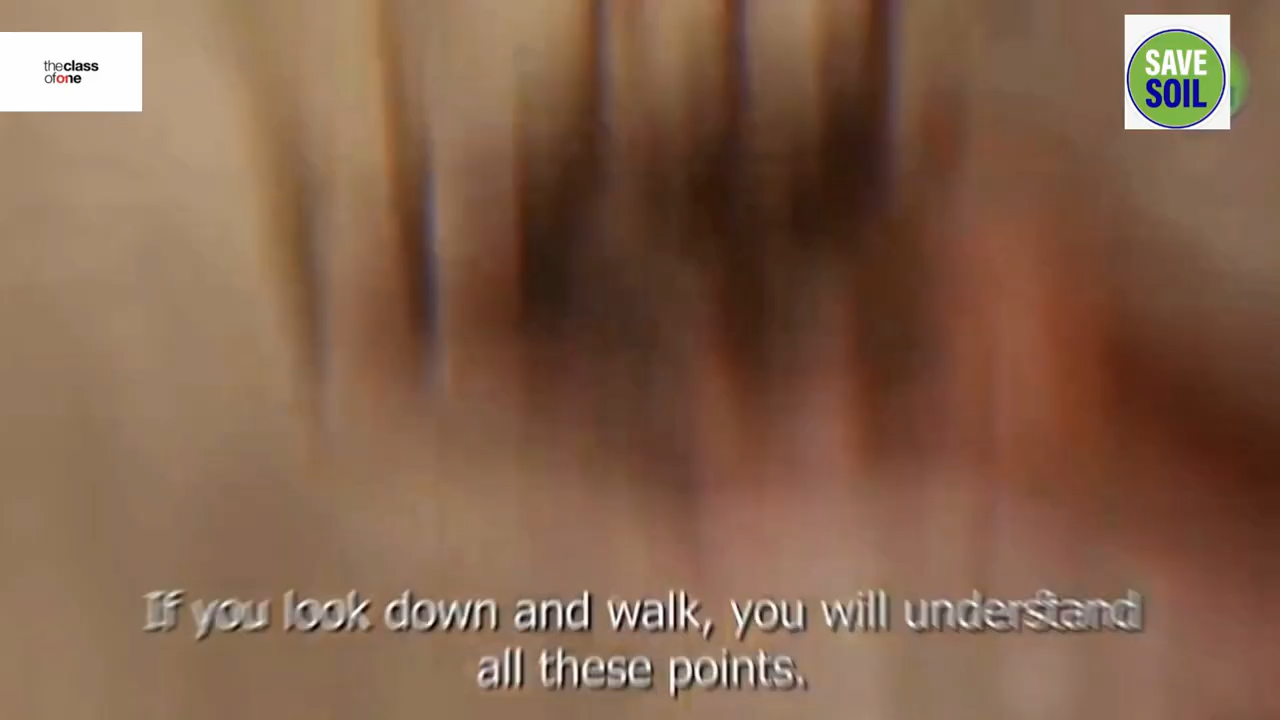 theclass
ofone
SAVE
SOIL
If you look down and walk, you will understand
all these points.